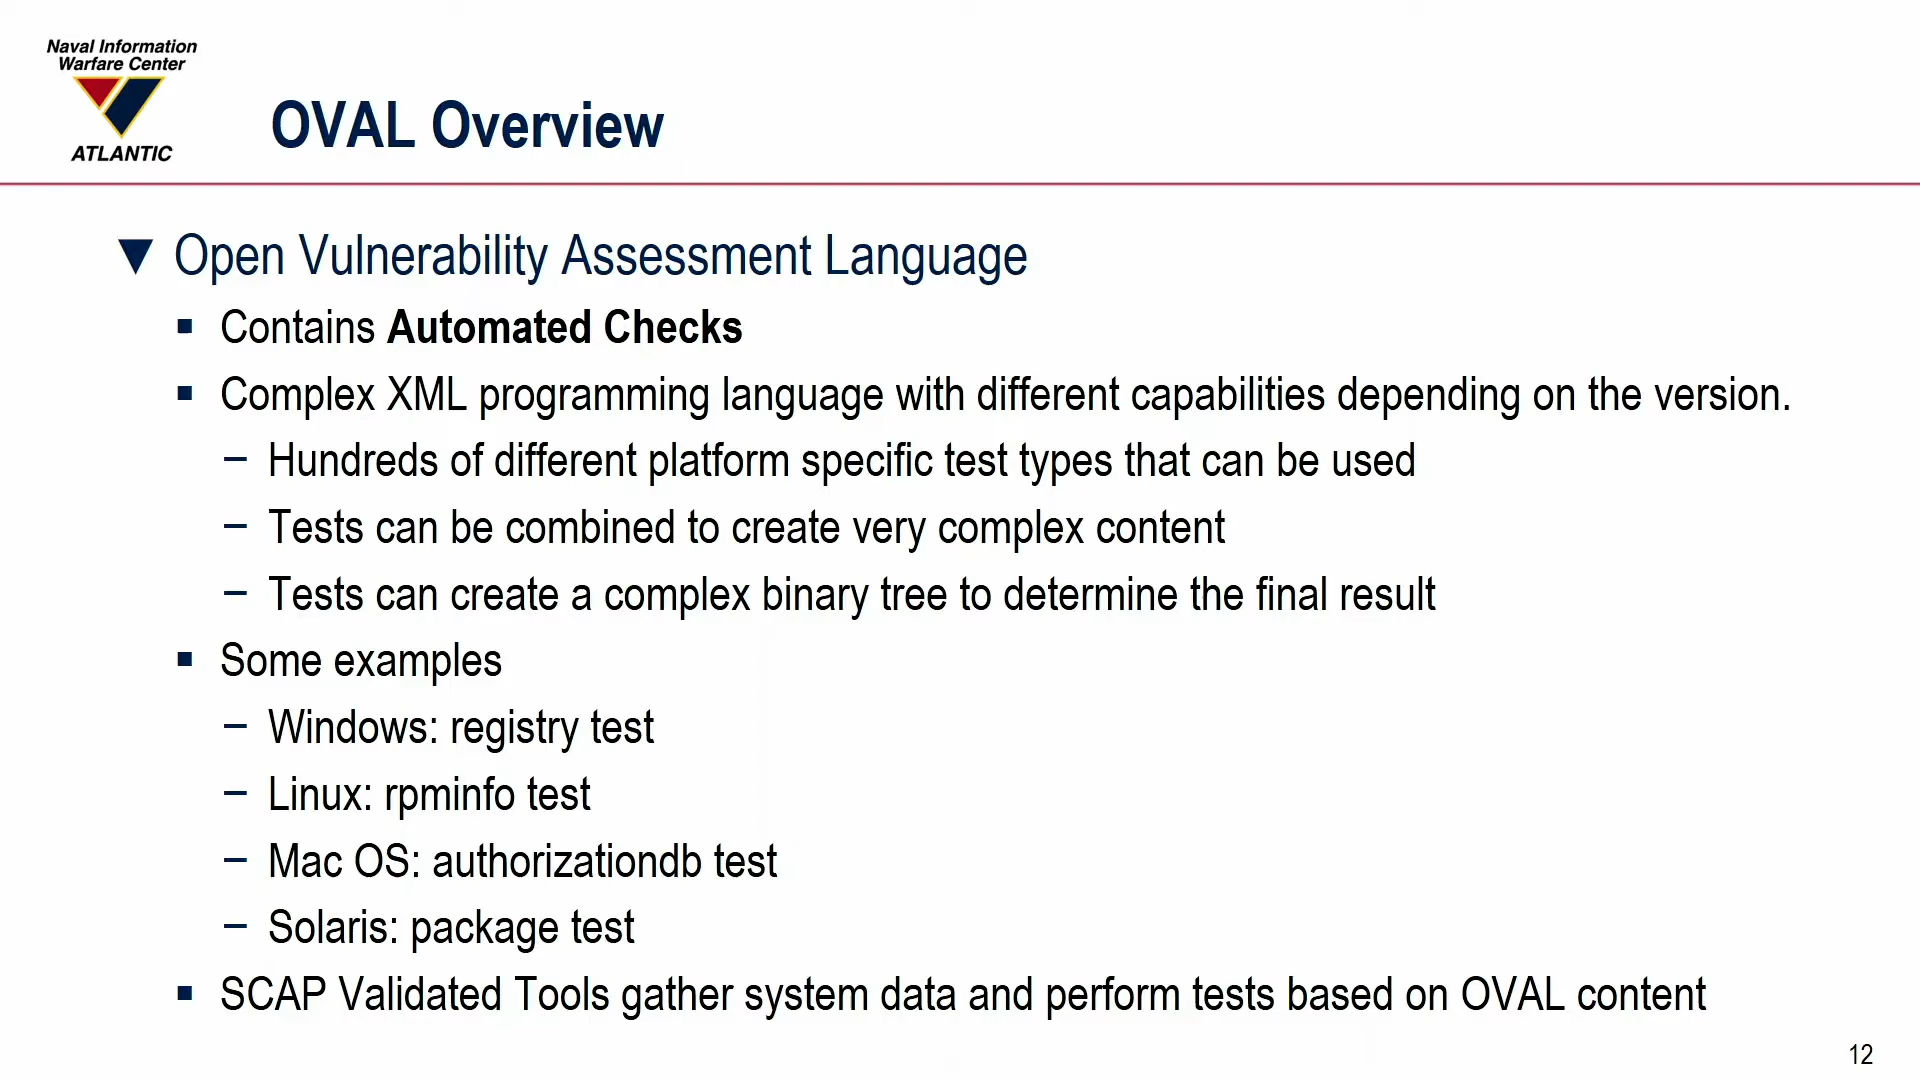 Naval Information
Warfare Center
ATLANTIC
OVAL Overview
▼ Open Vulnerability Assessment Language
▪ Contains Automated Checks
▪ Complex XML programming language with different capabilities depending on the version.
– Hundreds of different platform specific test types that can be used
– Tests can be combined to create very complex content
– Tests can create a complex binary tree to determine the final result
▪ Some examples
– Windows: registry test
– Linux: rpminfo test
– Mac OS: authorizationdb test
– Solaris: package test
▪ SCAP Validated Tools gather system data and perform tests based on OVAL content
12